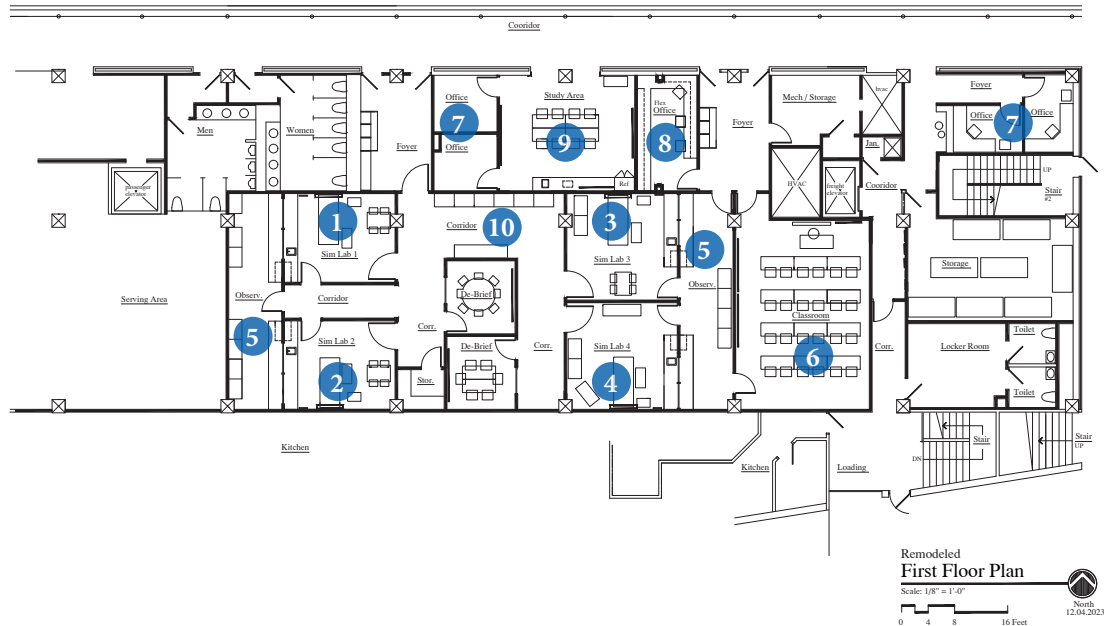 Cooridor
Foyer
Office
Study Area
Flex
Office
Mech / Storage
hvac
Office
Office
7
7
Men
Women
Foyer
Office
9
8
Foyer
Jan.
passenger
elevator
Ref
HVAC
freight
elevator
Cooridor
UP
Stair
#2
1
3
Corridor
10
5
Sim Lab 1
Sim Lab 3
Storage
Serving Area
Observ.
Corridor
De-Brief
Observ.
Classroom
5
Corr.
Sim Lab 2
De-Brief
Corr.
Sim Lab 4
6
Corr.
Locker Room
Toilet
2
Stor.
4
Toilet
Kitchen
Kitchen
Loading
Stair
DN
Stair
UP
Remodeled
First Floor Plan
Scale: 1/8" = 1'-0"
North
12.04.2023
0 4 8 16 Feet